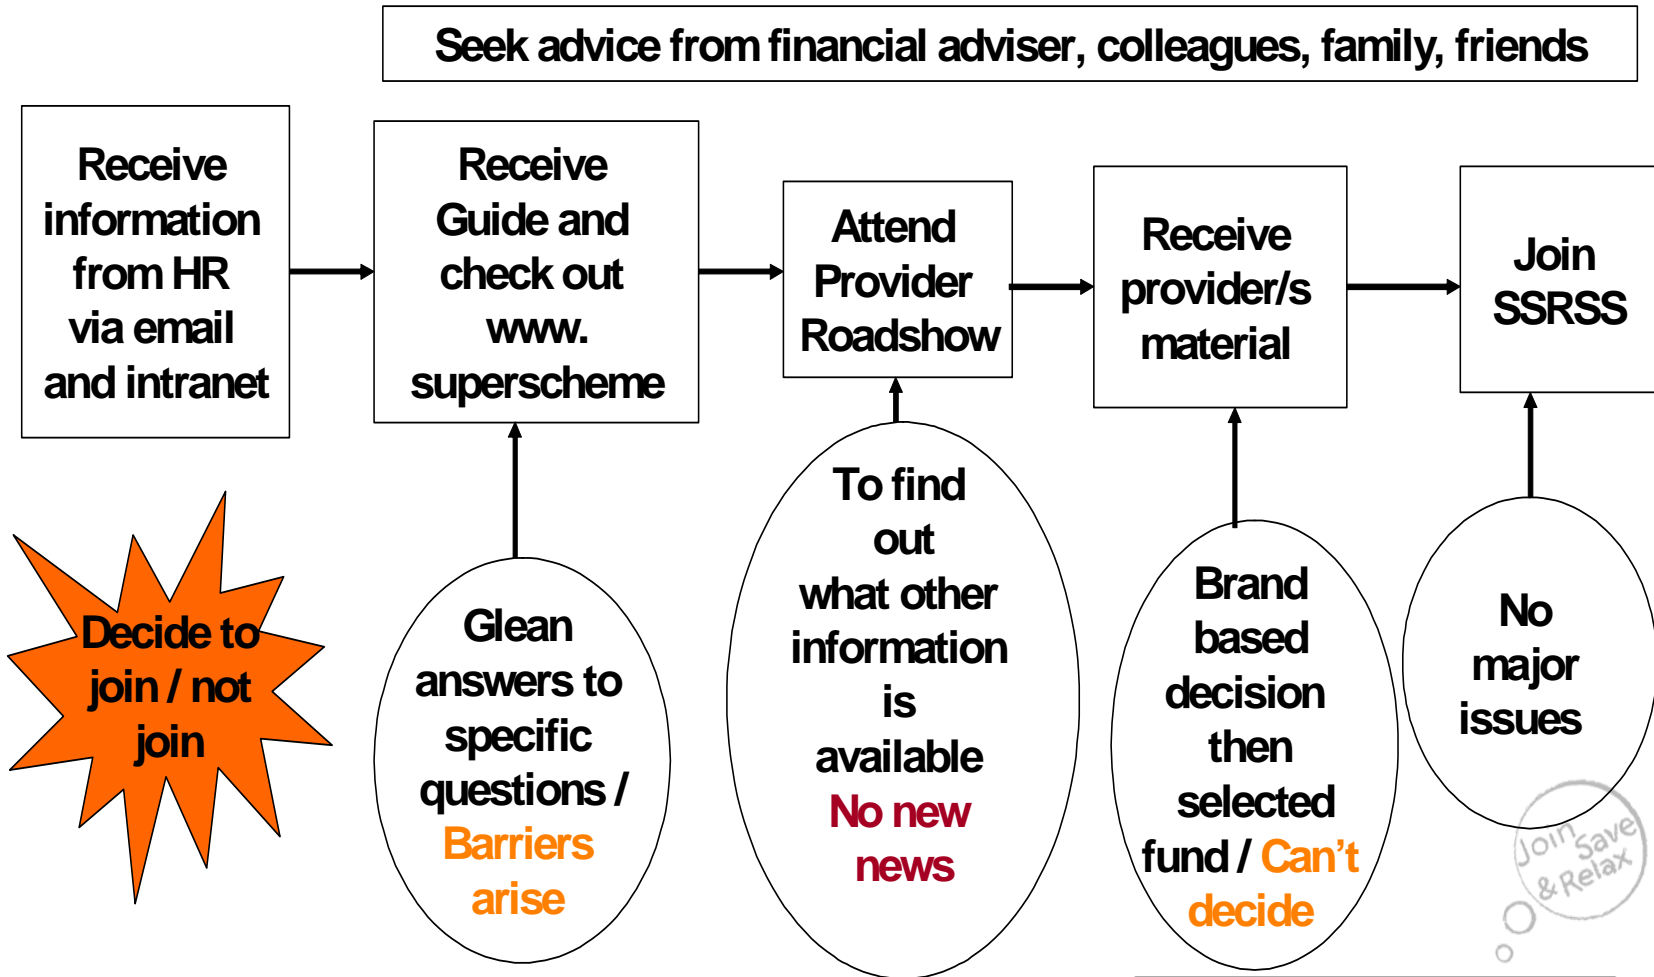 Seek advice from financial adviser, colleagues, family, friends
Receive
information
from HR
via email
and intranet
Receive
Guide and
check out
www.
superscheme
Attend
Provider
Roadshow
Receive
provider/s
material
Join
SSRSS
Decide to
join / not
join
Glean
answers to
specific
questions /
Barriers
arise
To find
out
what other
information
is
available
No new
news
Brand
based
decision
then
selected
fund / Can't
decide
No
major
issues
Join
Save
& Relax